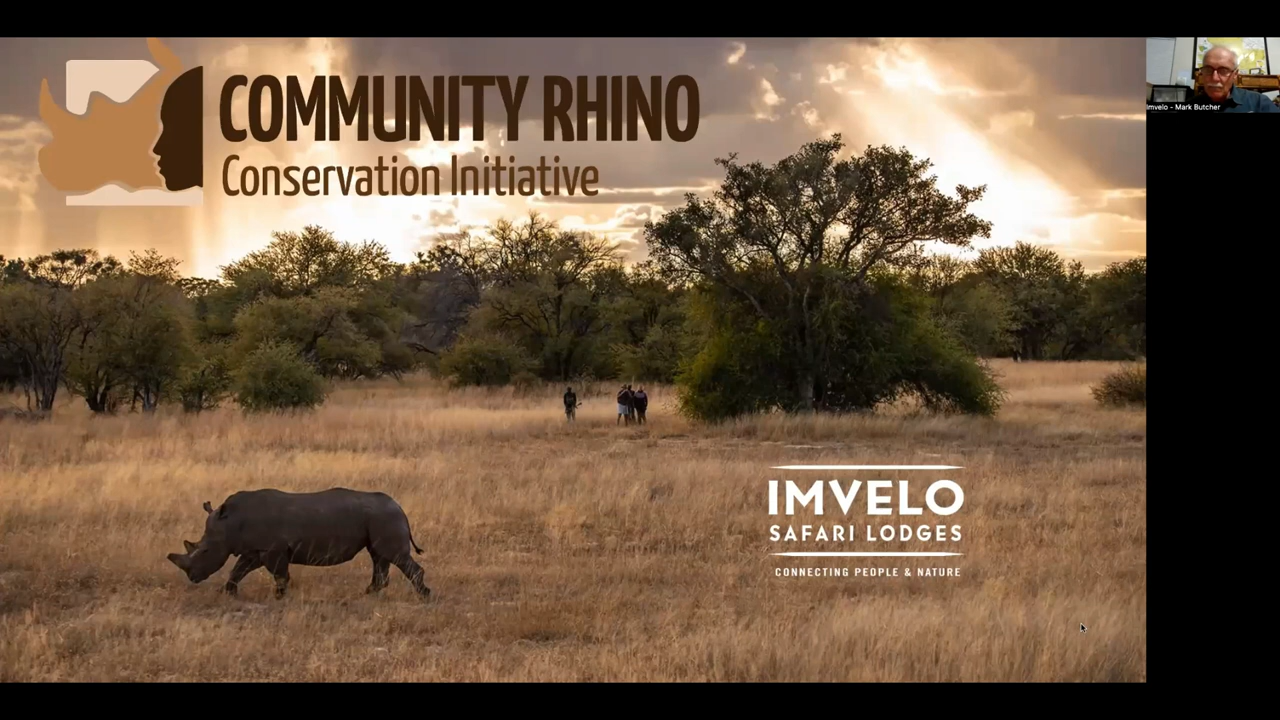 COMMUNITY RHINO
Conservation Initiative
Imvelo - Mark Butcher
IMVELO
SAFARI LODGES
CONNECTING PEOPLE & NATURE